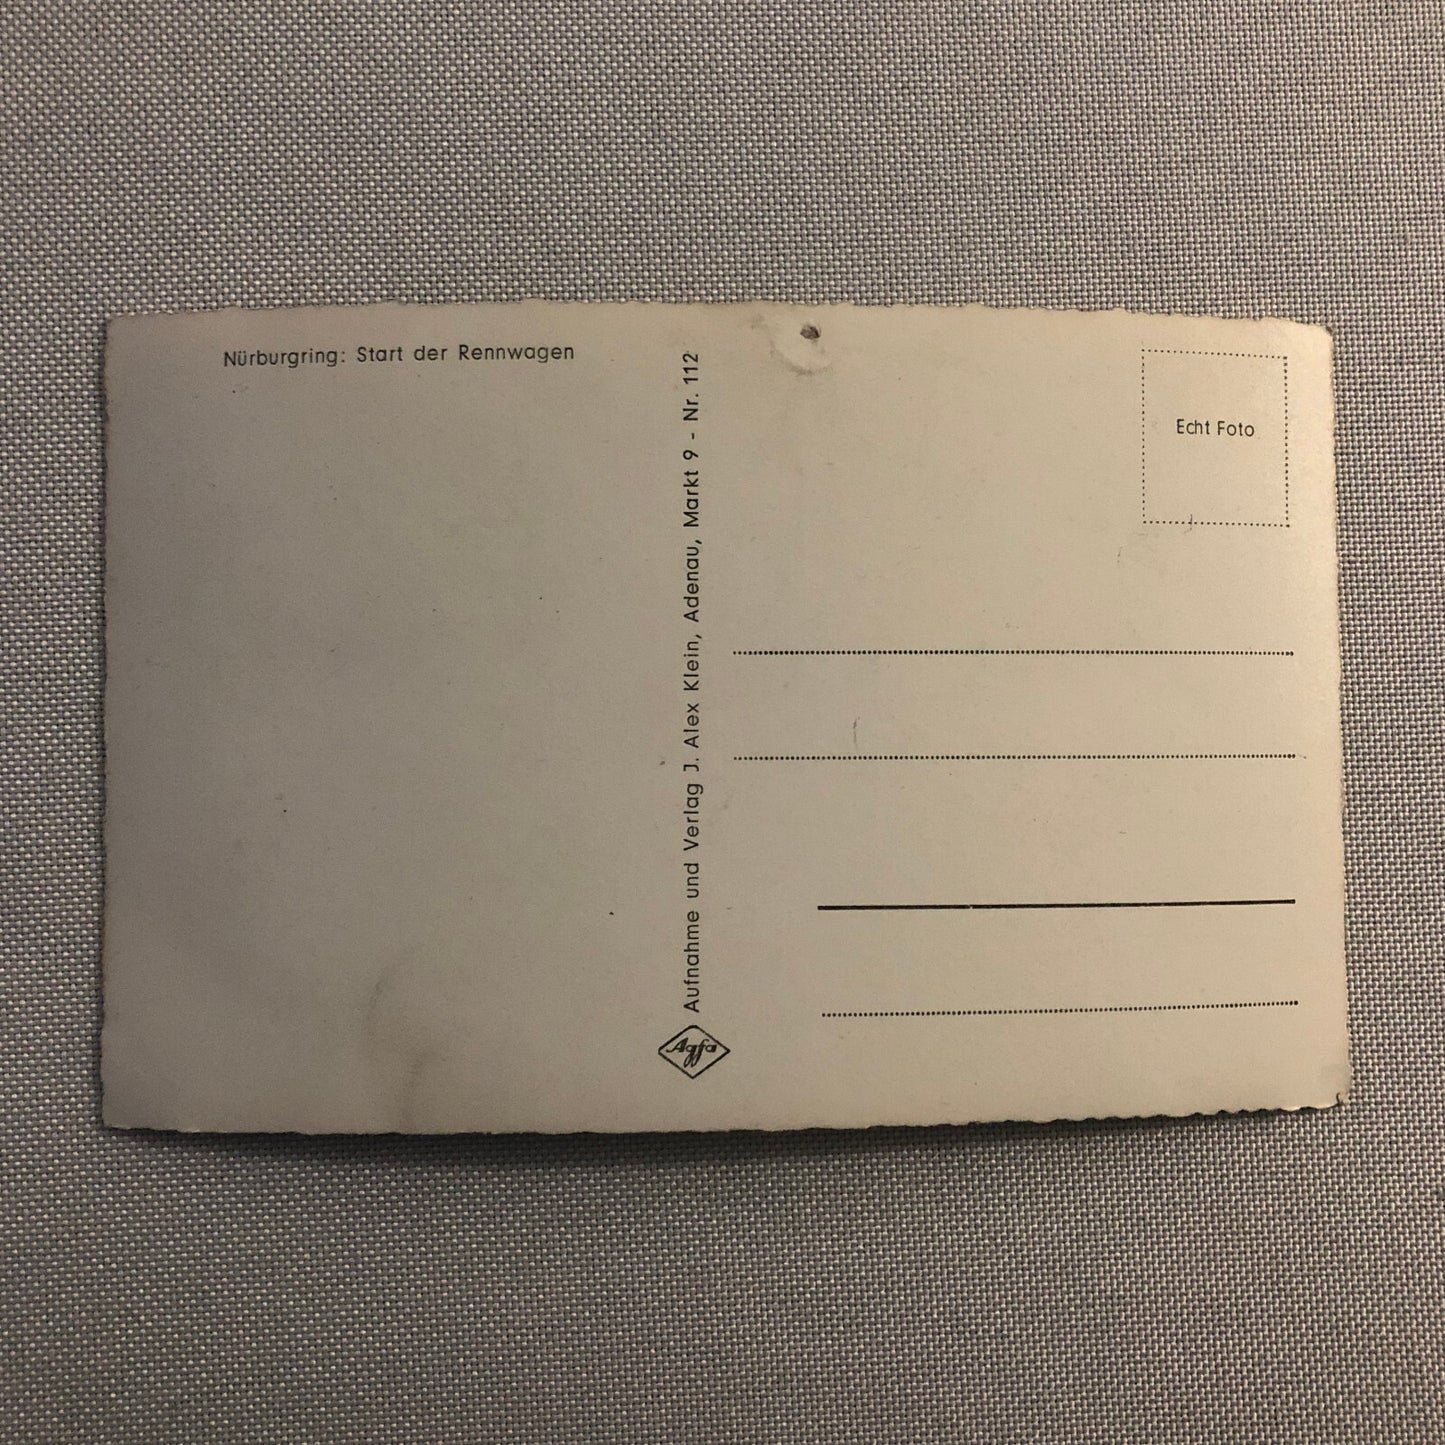 Nürburgring: Start der Rennwagen
Aufnahme und Verlag J. Alex Klein, Adenau, Markt 9 - Nr. 112
Agfa
Echt Foto